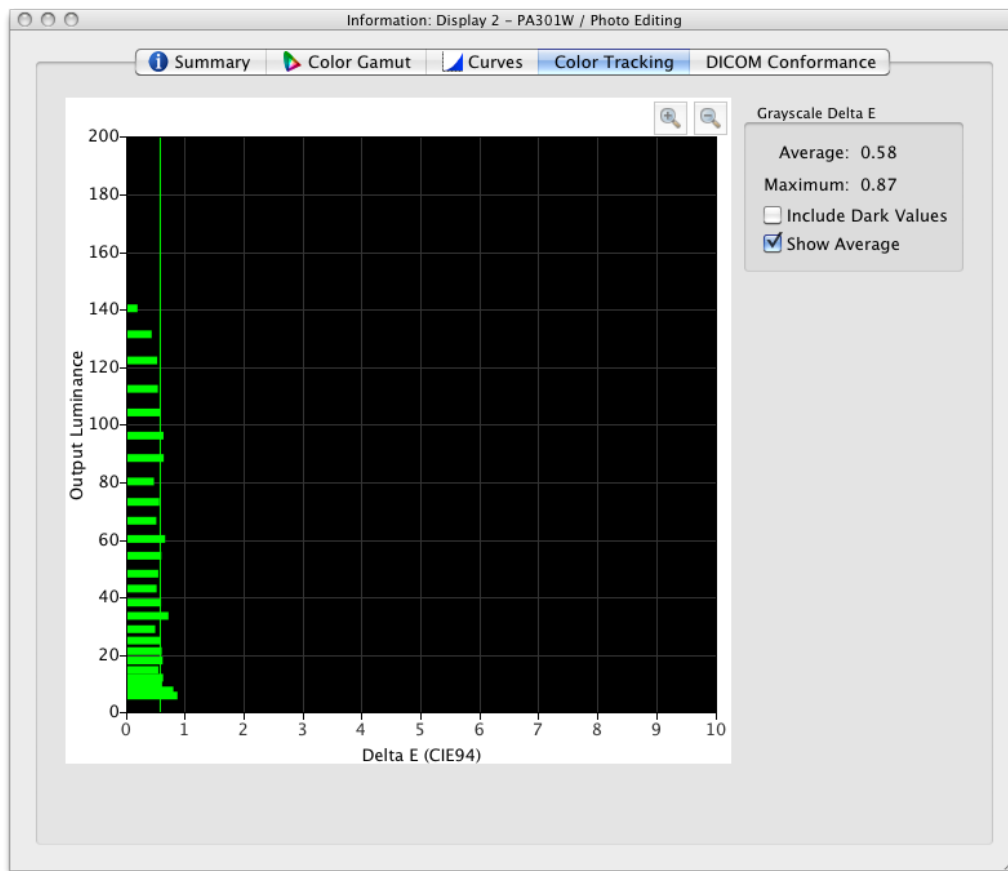 Information: Display 2 – PA301W / Photo Editing
Summary
Color Gamut
Curves
Color Tracking
DICOM Conformance
Grayscale Delta E
Average: 0.58
Maximum: 0.87
Include Dark Values
Show Average
200
180
160
140
120
100
80
60
40
20
0
Output Luminance
0 1 2 3 4 5 6 7 8 9 10
Delta E (CIE94)